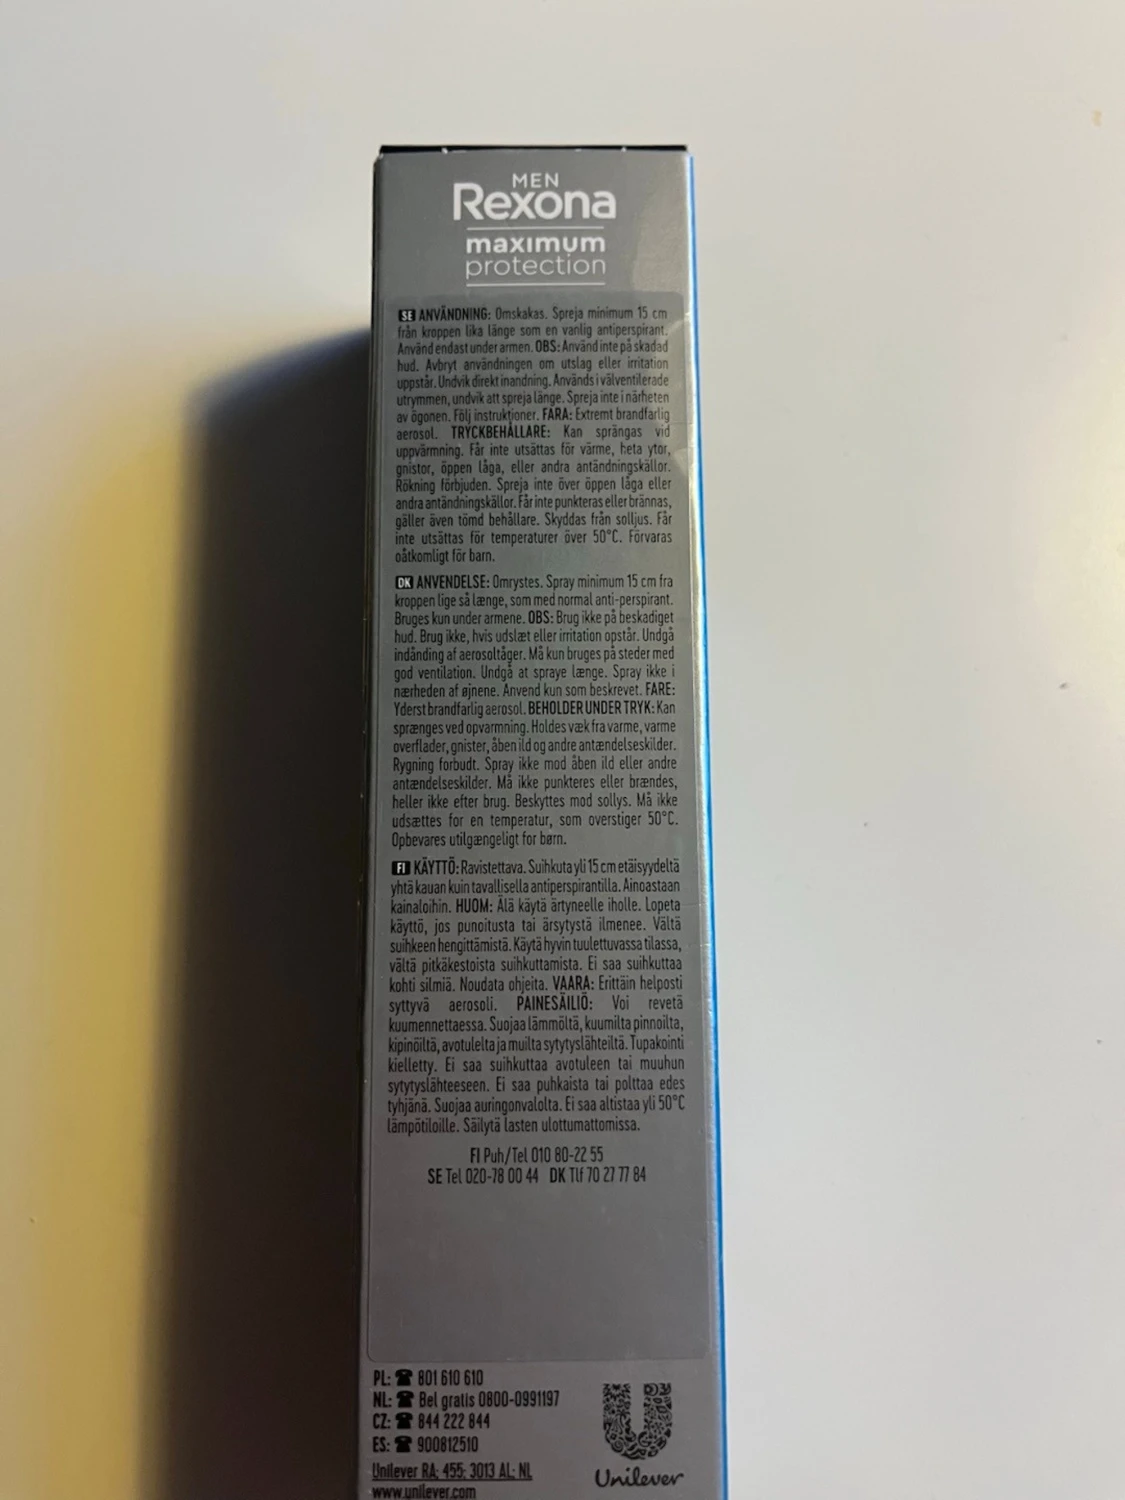 MEN
Rexona
maximum
protection
SE ANVÄNDNING: Omskakas. Spreja minimum 15 cm
från kroppen lika länge som en vanlig antiperspirant.
Använd endast under armen. OBS: Använd inte på skadad
hud. Avbryt användningen om utslag eller irritation
uppstår. Undvik direkt inandning. Används i välventilerade
utrymmen, undvik att spreja länge. Spreja inte i närheten
av ögonen. Följ instruktioner. FARA: Extremt brandfarlig
aerosol. TRYCKBEHÅLLARE: Kan sprängas vid
uppvärmning. Får inte utsättas för värme, heta ytor,
gnistor, öppen låga, eller andra antändningskällor.
Rökning förbjuden. Spreja inte över öppen låga eller
andra antändningskällor. Får inte punkteras eller brännas,
gäller även tömd behållare. Skyddas från solljus. Får
inte utsättas för temperaturer över 50°C. Förvaras
oåtkomligt för barn.
DK ANVENDELSE: Omrystes. Spray minimum 15 cm fra
kroppen lige så længe, som med normal anti-perspirant.
Bruges kun under armene. OBS: Brug ikke på beskadiget
hud. Brug ikke, hvis udslæt eller irritation opstår. Undgå
indånding af aerosoltåger. Må kun bruges på steder med
god ventilation. Undgå at spraye længe. Spray ikke i
nærheden af øjnene. Anvend kun som beskrevet. FARE:
Yderst brandfarlig aerosol. BEHOLDER UNDER TRYK: Kan
sprænges ved opvarmning. Holdes væk fra varme, varme
overflader, gnister, åben ild og andre antændelseskilder.
Rygning forbudt. Spray ikke mod åben ild eller andre
antændelseskilder. Må ikke punkteres eller brændes,
heller ikke efter brug. Beskyttes mod sollys. Må ikke
udsættes for en temperatur, som overstiger 50°C.
Opbevares utilgængeligt for børn.
FI KÄYTTÖ: Ravistettava. Suihkuta yli 15 cm etäisyydeltä
yhtä kauan kuin tavallisella antiperspirantilla. Ainoastaan
kainaloihin. HUOM: Älä käytä ärtyneelle iholle. Lopeta
käyttö, jos punoitusta tai ärsytystä ilmenee. Vältä
suihkeen hengittämistä. Käytä hyvin tuulettuvassa tilassa,
vältä pitkäkestoista suihkuttamista. Ei saa suihkuttaa
kohti silmiä. Noudata ohjeita. VAARA: Erittäin helposti
syttyvä aerosoli. PAINESÄILIÖ: Voi revetä
kuumennettaessa. Suojaa lämmöltä, kuumilta pinnoilta,
kipinöiltä, avotulelta ja muilta sytytyslähteiltä. Tupakointi
kielletty. Ei saa suihkuttaa avotuleen tai muuhun
sytytyslähteeseen. Ei saa puhkaista tai polttaa edes
tyhjänä. Suojaa auringonvalolta. Ei saa altistaa yli 50°C
lämpötiloille. Säilytä lasten ulottumattomissa.
FI Puh/Tel 010 80-22 55
SE Tel 020-78 00 44 DK Tlf 70 27 77 84
PL: ☎ 801 610 610
NL: ☎ Bel gratis 0800-0991197
CZ: ☎ 844 222 844
ES: ☎ 900812510
Unilever RA; 455; 3013 AL; NL
www.unilever.com
Unilever